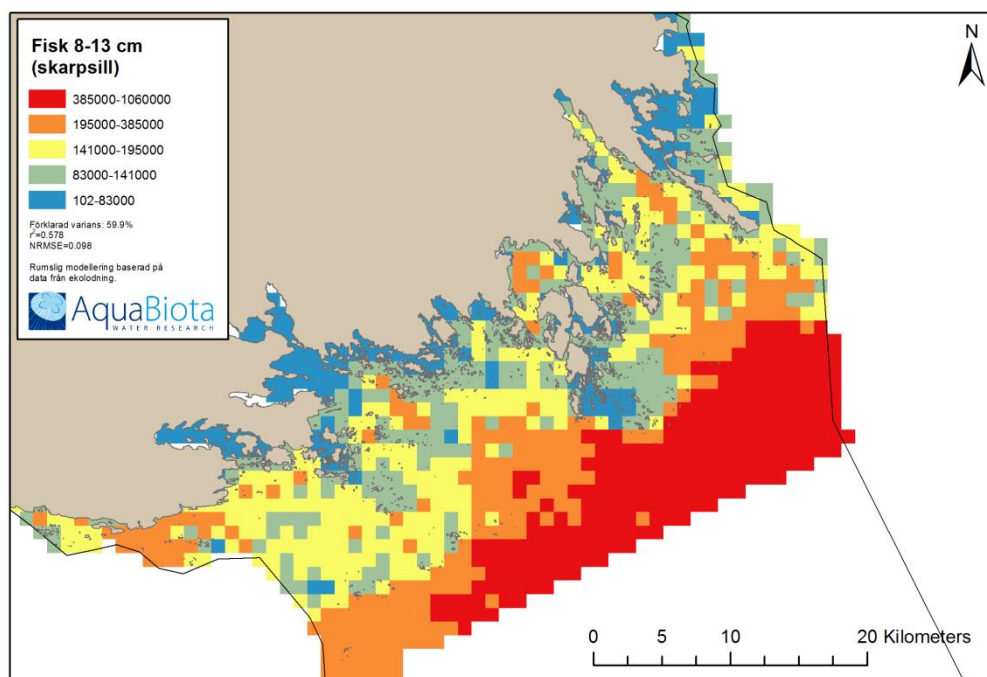 Fisk 8-13 cm
(skarpsill)
385000-1060000
195000-385000
141000-195000
83000-141000
102-83000
Förklarad varians: 59.9%
r²=0.578
NRMSE=0.098
Rumslig modellering baserad på
data från ekolodning.
AquaBiota
WATER RESEARCH
N
0 5 10 20 Kilometers